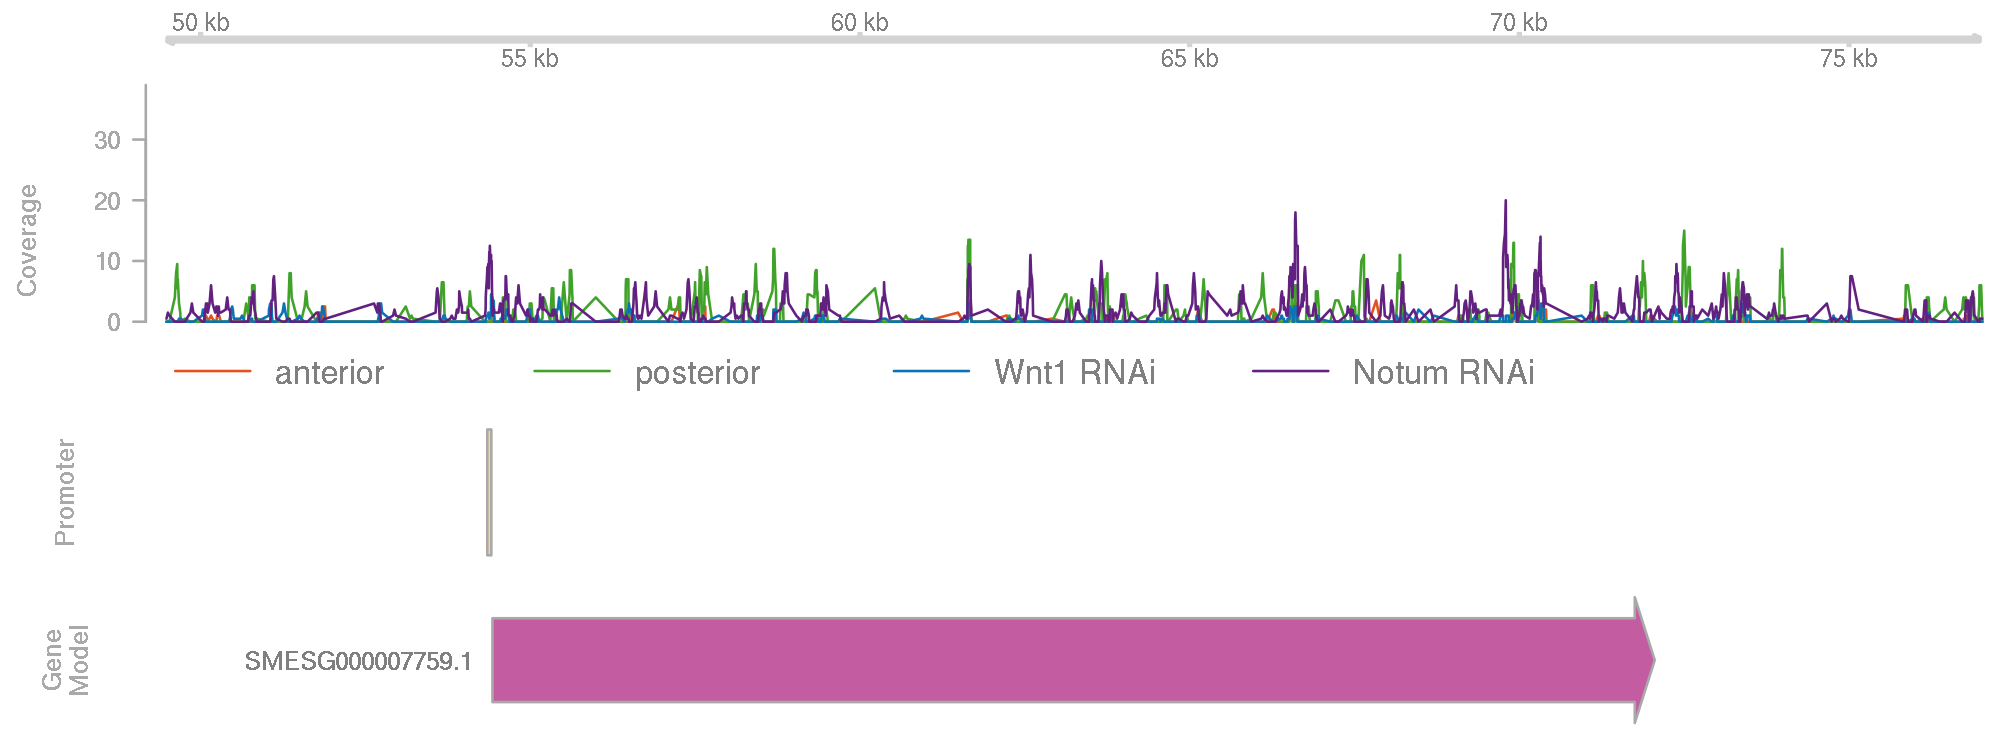 50 kb 60 kb 70 kb
55 kb 65 kb 75 kb
Coverage
30
20
10
0
anterior posterior Wnt1 RNAi Notum RNAi
Promoter
0
Gene
Model
SMESG000007759.1